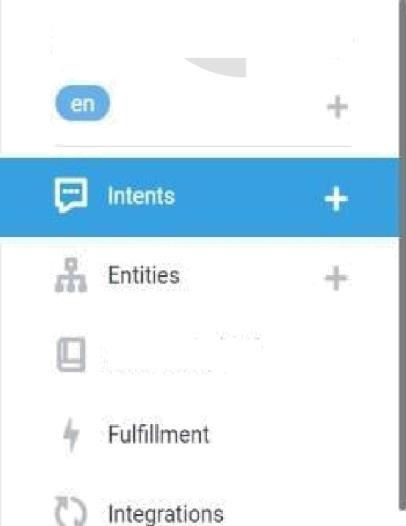 en
Intents
Entities
Fulfillment
Integrations